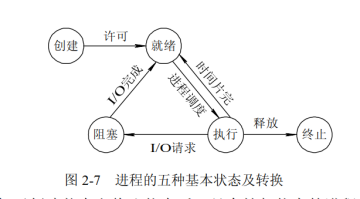 创建
许可
就绪
I/O完成
进程调度
时间片完
阻塞
I/O请求
执行
释放
终止
图 2-7 进程的五种基本状态及转换